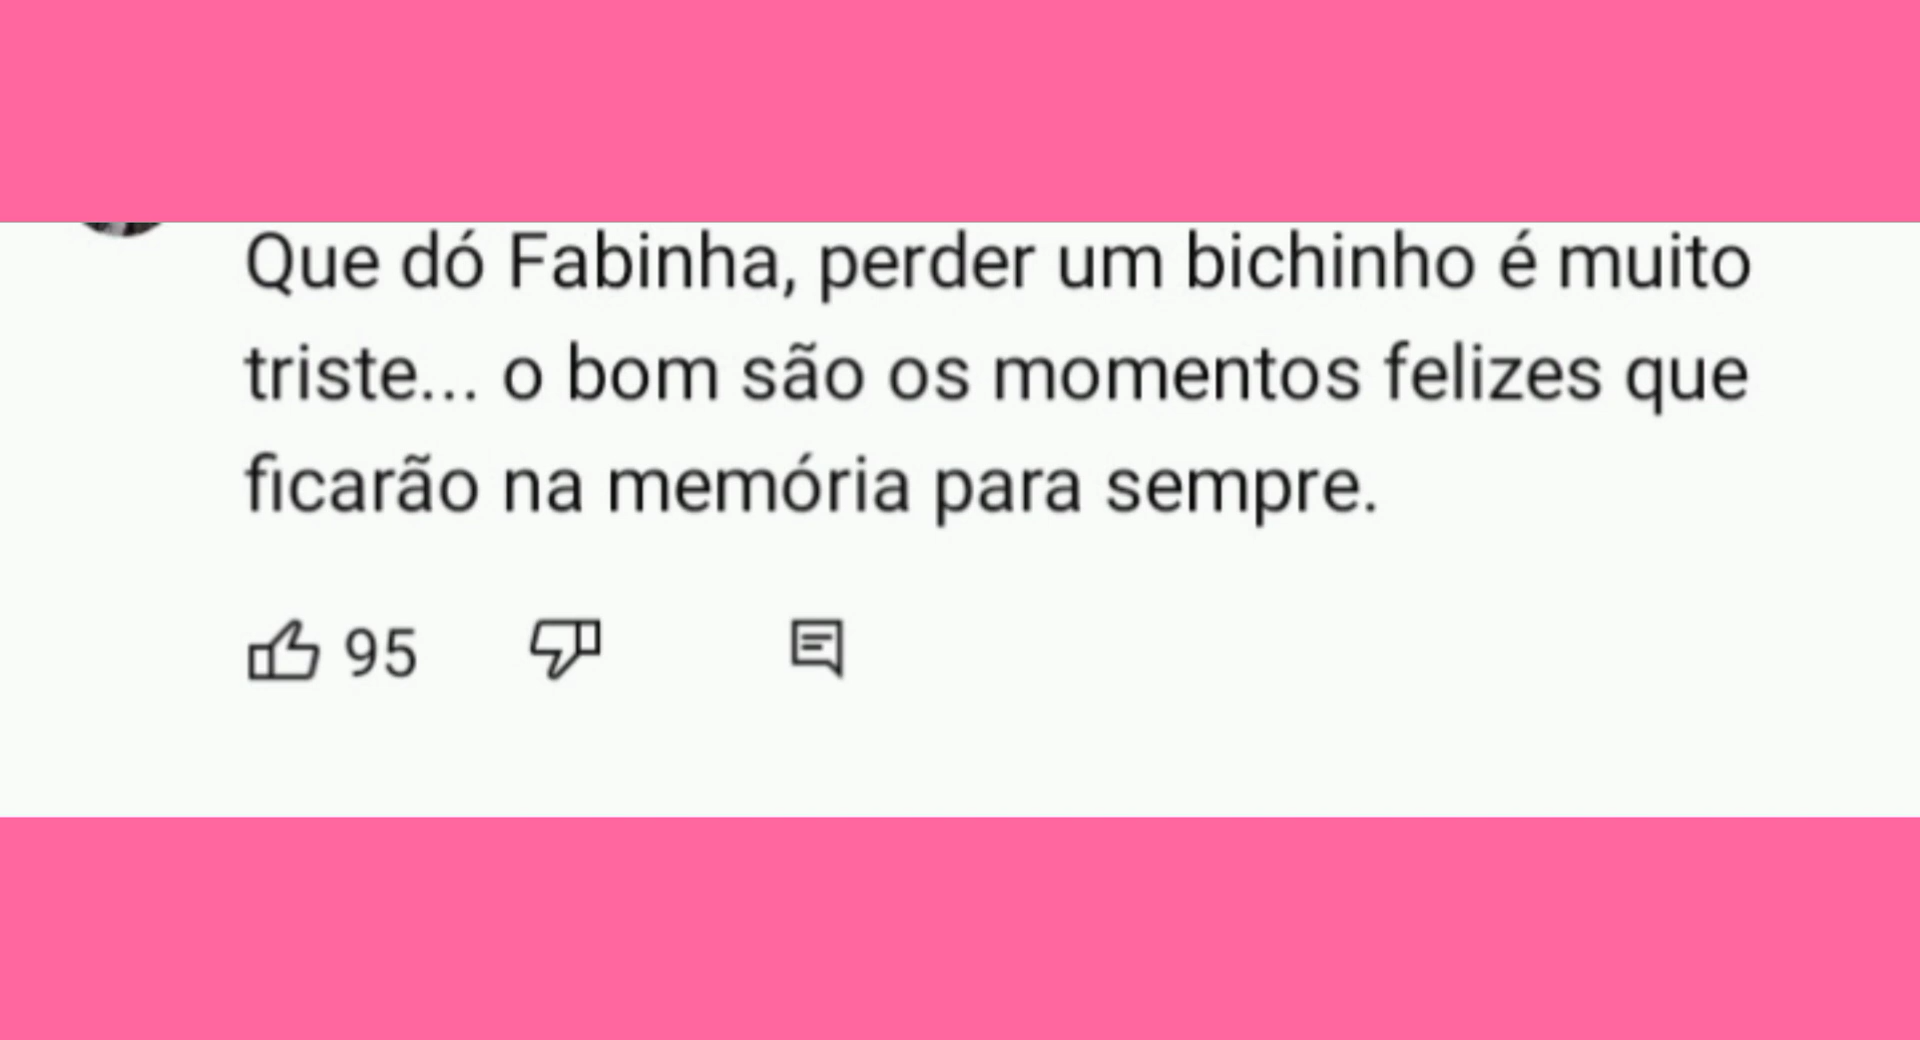 Que dó Fabinha, perder um bichinho é muito
triste... o bom são os momentos felizes que
ficarão na memória para sempre.
95